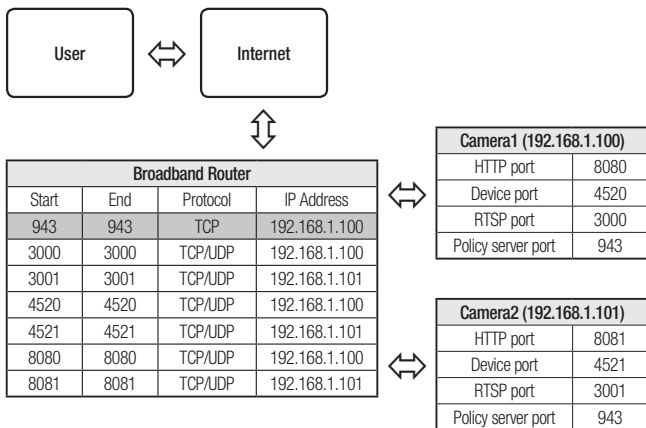 User
Internet
Broadband Router
Start End Protocol IP Address
943 943 TCP 192.168.1.100
3000 3000 TCP/UDP 192.168.1.100
3001 3001 TCP/UDP 192.168.1.101
4520 4520 TCP/UDP 192.168.1.100
4521 4521 TCP/UDP 192.168.1.101
8080 8080 TCP/UDP 192.168.1.100
8081 8081 TCP/UDP 192.168.1.101
Camera1 (192.168.1.100)
HTTP port 8080
Device port 4520
RTSP port 3000
Policy server port 943
Camera2 (192.168.1.101)
HTTP port 8081
Device port 4521
RTSP port 3001
Policy server port 943